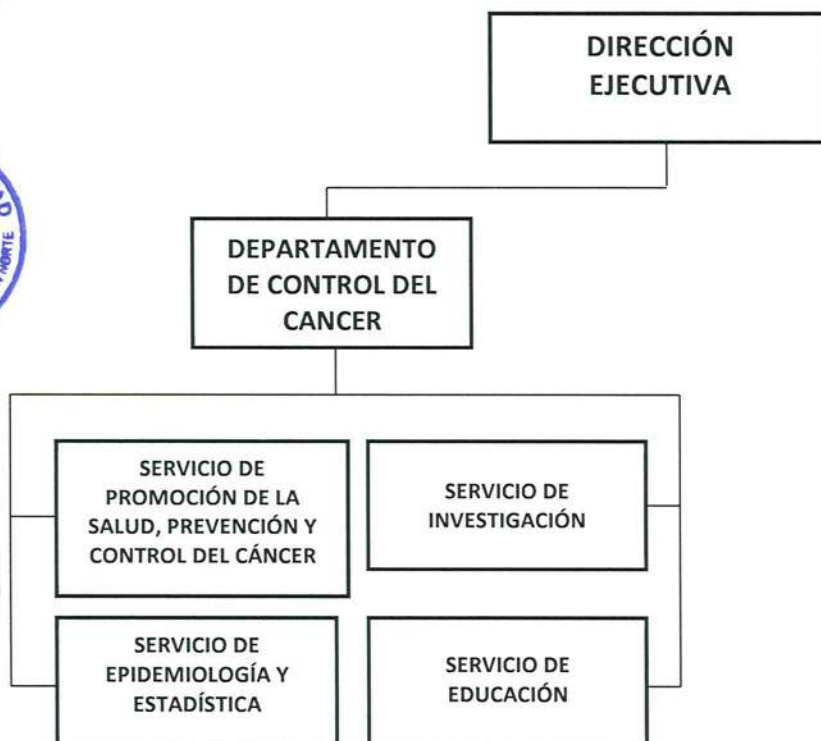 DIRECCIÓN
EJECUTIVA
NORTE
DEPARTAMENTO
DE CONTROL DEL
CANCER
SERVICIO DE
PROMOCIÓN DE LA
SALUD, PREVENCIÓN Y
CONTROL DEL CÁNCER
SERVICIO DE
INVESTIGACIÓN
SERVICIO DE
EPIDEMIOLOGÍA Y
ESTADÍSTICA
SERVICIO DE
EDUCACIÓN